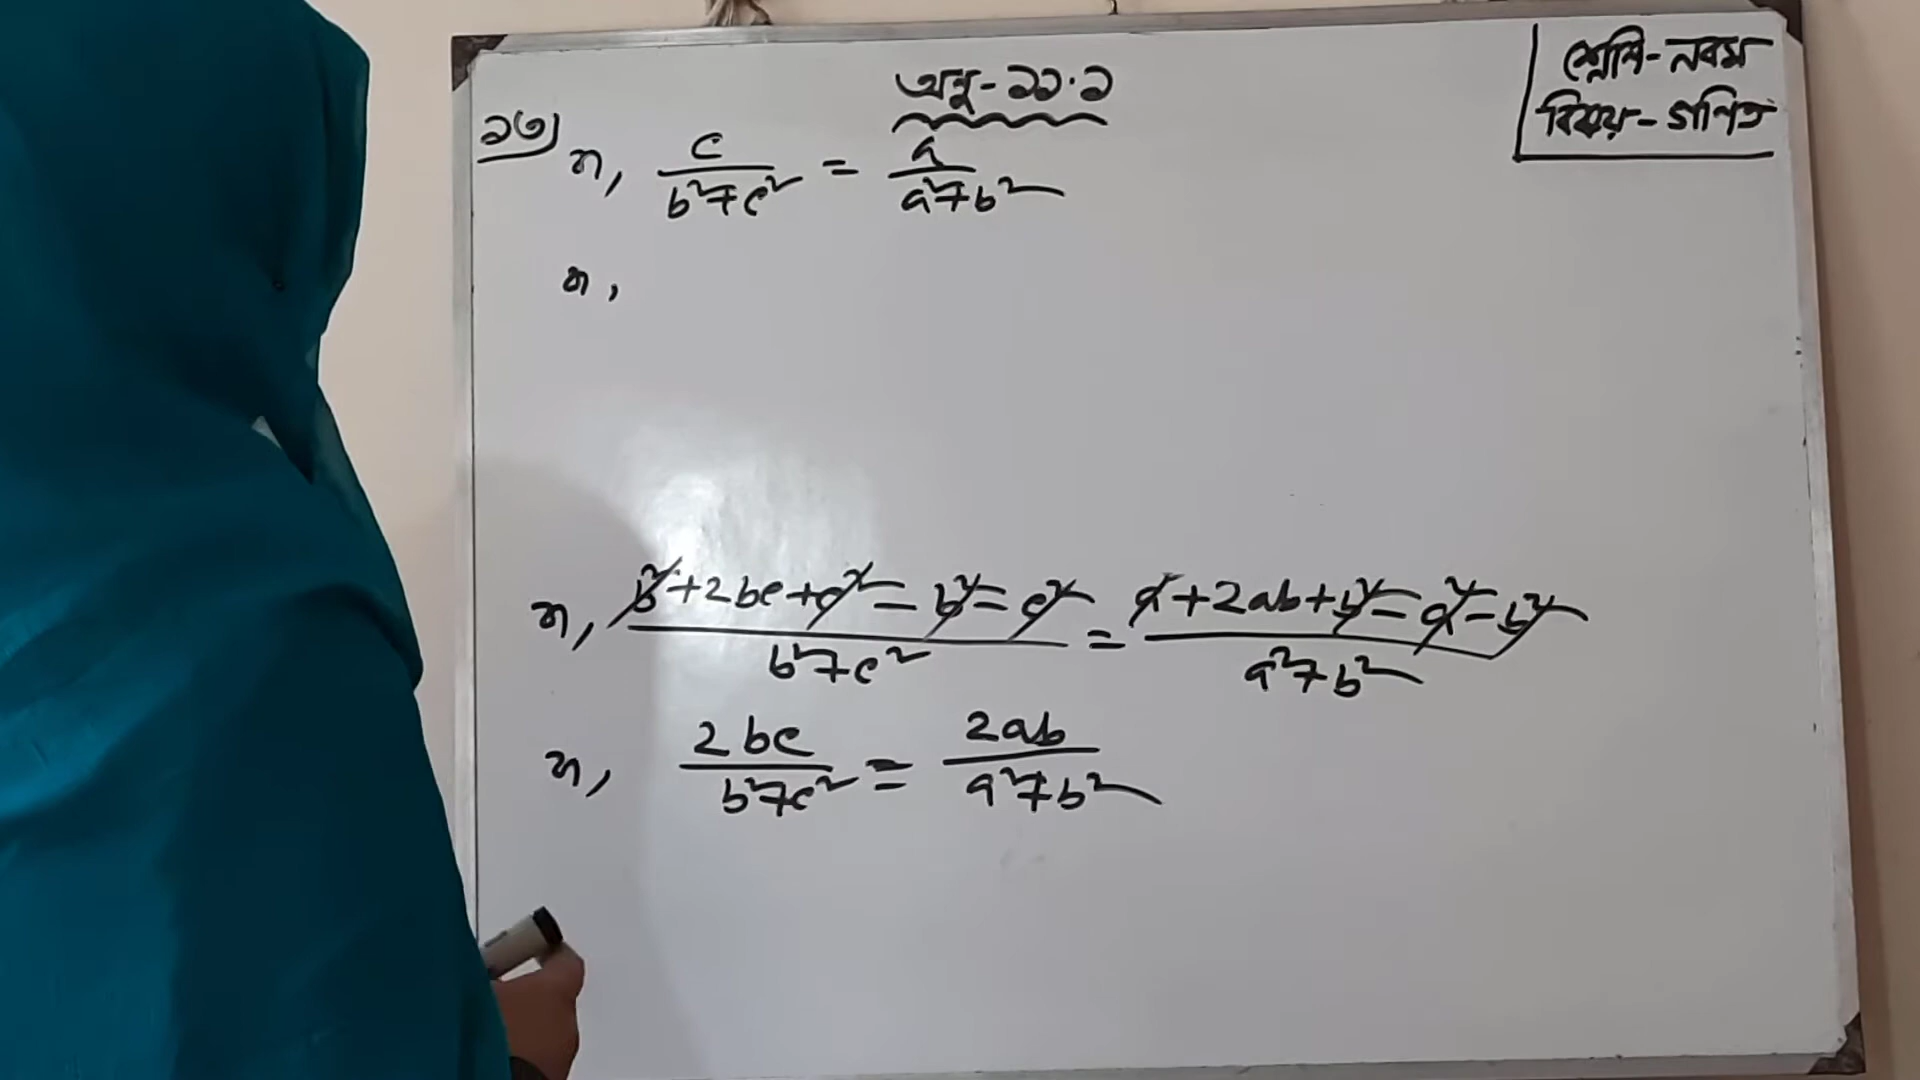 অনু-১১.১
শ্রেণি-নবম
বিষয়-গণিত
১৩) বা, c/(b²+c²) = a/(a²+b²)
বা,
বা, (b²+2bc+c²-b²-c²)/(b²+c²) = (a²+2ab+b²-a²-b²)/(a²+b²)
বা, 2bc/(b²+c²) = 2ab/(a²+b²)